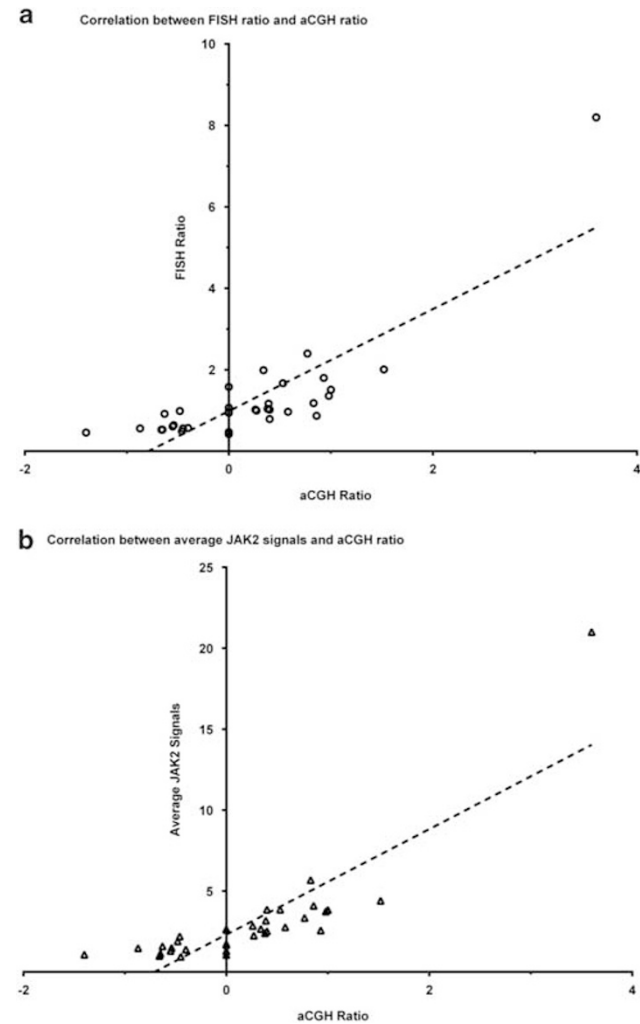 a
Correlation between FISH ratio and aCGH ratio
10
8
6
4
2
FISH Ratio
-2 0 2 4
aCGH Ratio
b
Correlation between average JAK2 signals and aCGH ratio
25
20
15
10
5
Average JAK2 Signals
-2 0 2 4
aCGH Ratio